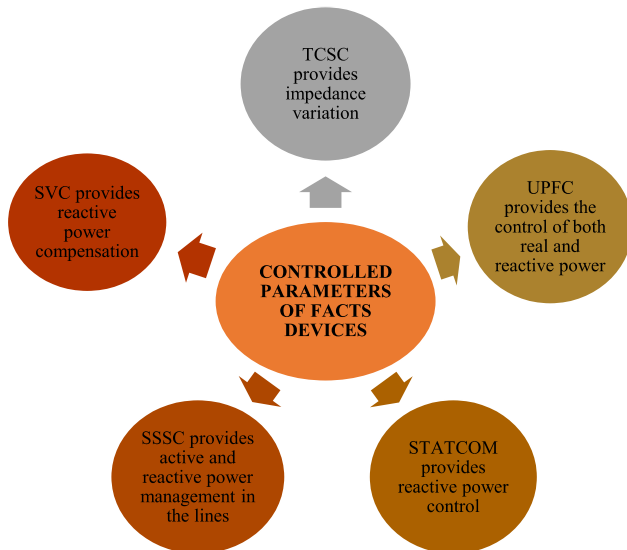 TCSC
provides
impedance
variation
SVC provides
reactive
power
compensation
UPFC
provides the
control of both
real and
reactive power
CONTROLLED
PARAMETERS
OF FACTS
DEVICES
SSSC provides
active and
reactive power
management in
the lines
STATCOM
provides
reactive power
control